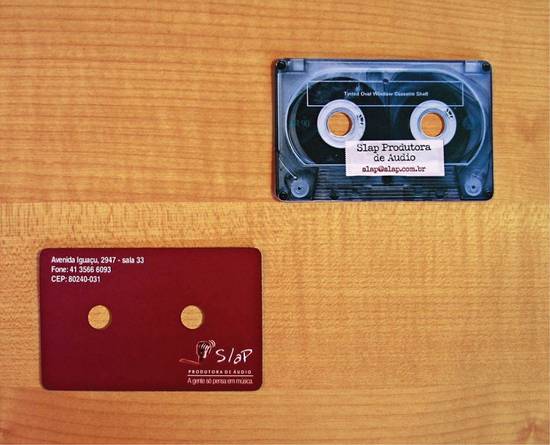 Tinted Oval Window Cassette Shell
Slap Produtora
de Audio
slap@slap.com.br
Avenida Iguaçu, 2947 - sala 33
Fone: 41 3566 6093
CEP: 80240-031
Slap
PRODUTORA DE ÁUDIO
A gente só pensa em música.